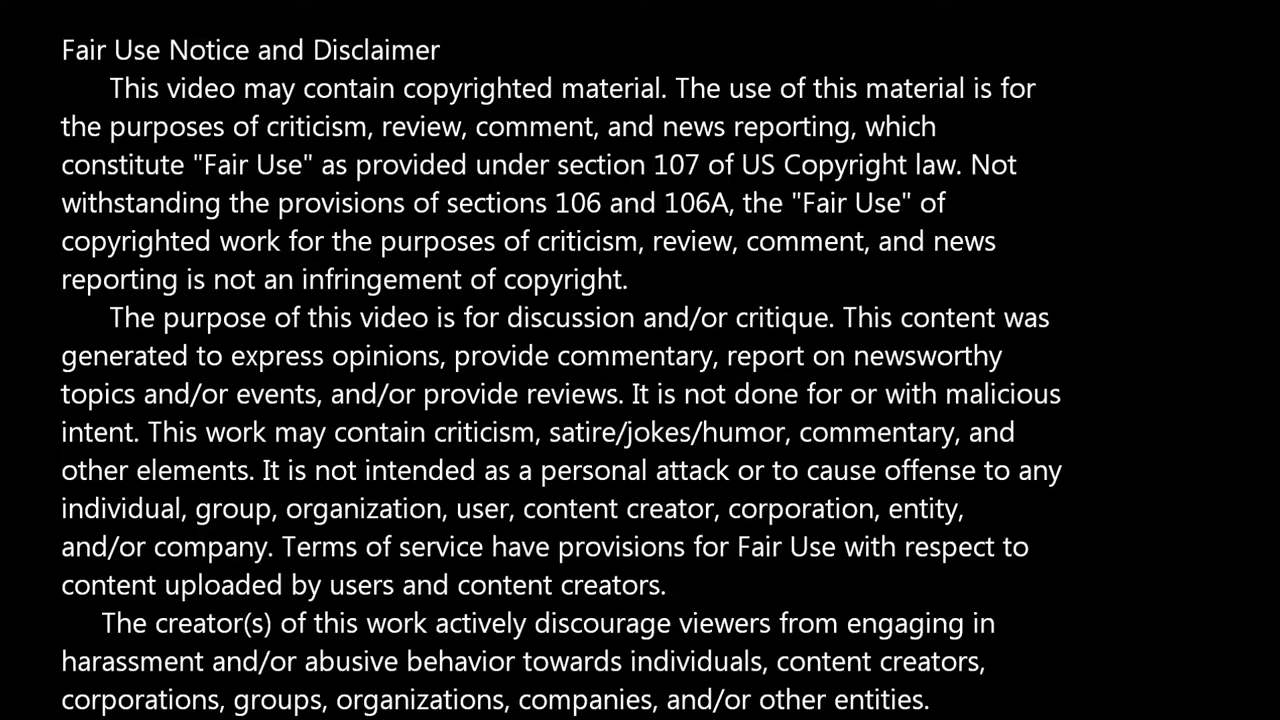 Fair Use Notice and Disclaimer
This video may contain copyrighted material. The use of this material is for
the purposes of criticism, review, comment, and news reporting, which
constitute "Fair Use" as provided under section 107 of US Copyright law. Not
withstanding the provisions of sections 106 and 106A, the "Fair Use" of
copyrighted work for the purposes of criticism, review, comment, and news
reporting is not an infringement of copyright.
The purpose of this video is for discussion and/or critique. This content was
generated to express opinions, provide commentary, report on newsworthy
topics and/or events, and/or provide reviews. It is not done for or with malicious
intent. This work may contain criticism, satire/jokes/humor, commentary, and
other elements. It is not intended as a personal attack or to cause offense to any
individual, group, organization, user, content creator, corporation, entity,
and/or company. Terms of service have provisions for Fair Use with respect to
content uploaded by users and content creators.
The creator(s) of this work actively discourage viewers from engaging in
harassment and/or abusive behavior towards individuals, content creators,
corporations, groups, organizations, companies, and/or other entities.